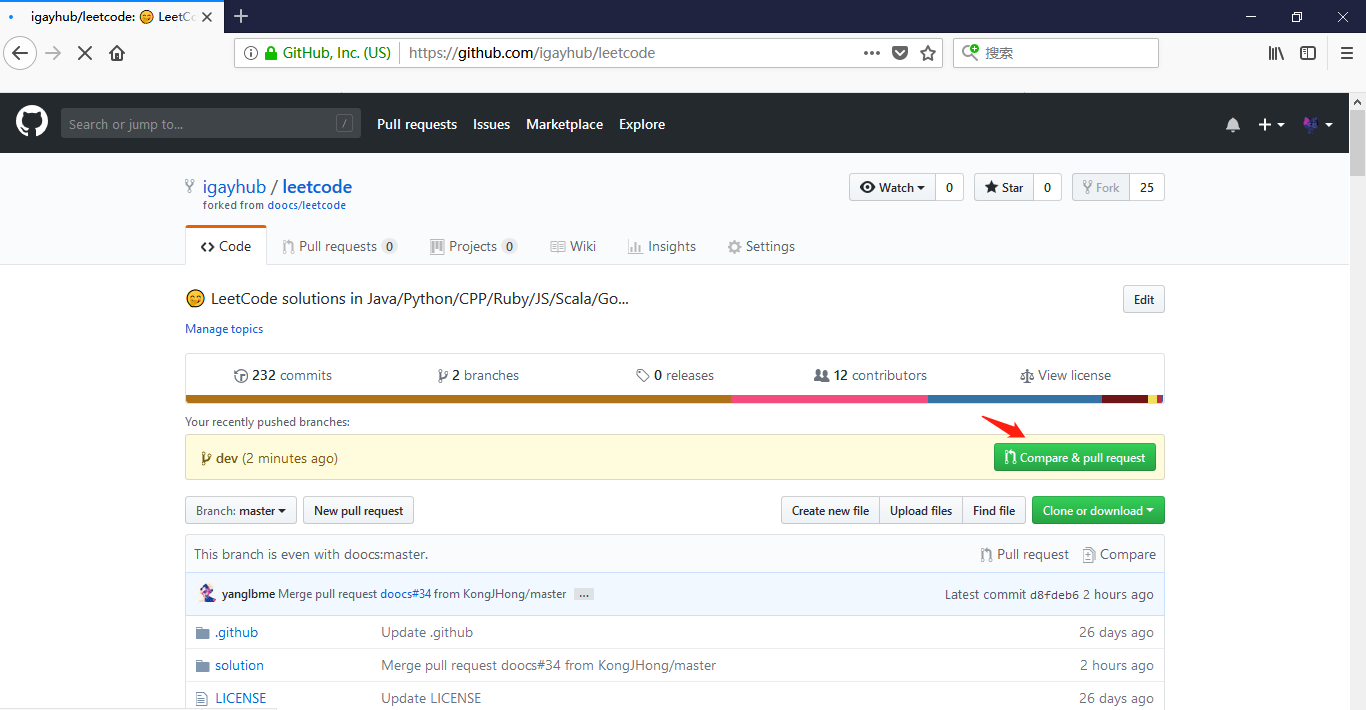 igayhub/leetcode: 😊 LeetCo
GitHub, Inc. (US)
https://github.com/igayhub/leetcode
搜索
Search or jump to...
/
Pull requests
Issues
Marketplace
Explore
igayhub / leetcode
forked from doocs/leetcode
Watch 0
Star 0
Fork 25
Code
Pull requests 0
Projects 0
Wiki
Insights
Settings
😊 LeetCode solutions in Java/Python/CPP/Ruby/JS/Scala/Go...
Edit
Manage topics
232 commits
2 branches
0 releases
12 contributors
View license
Your recently pushed branches:
dev (2 minutes ago)
Compare & pull request
Branch: master
New pull request
Create new file
Upload files
Find file
Clone or download
This branch is even with doocs:master.
Pull request
Compare
yanglbme Merge pull request doocs#34 from KongJHong/master ...
Latest commit d8fdeb6 2 hours ago
.github
Update .github
26 days ago
solution
Merge pull request doocs#34 from KongJHong/master
2 hours ago
LICENSE
Update LICENSE
26 days ago